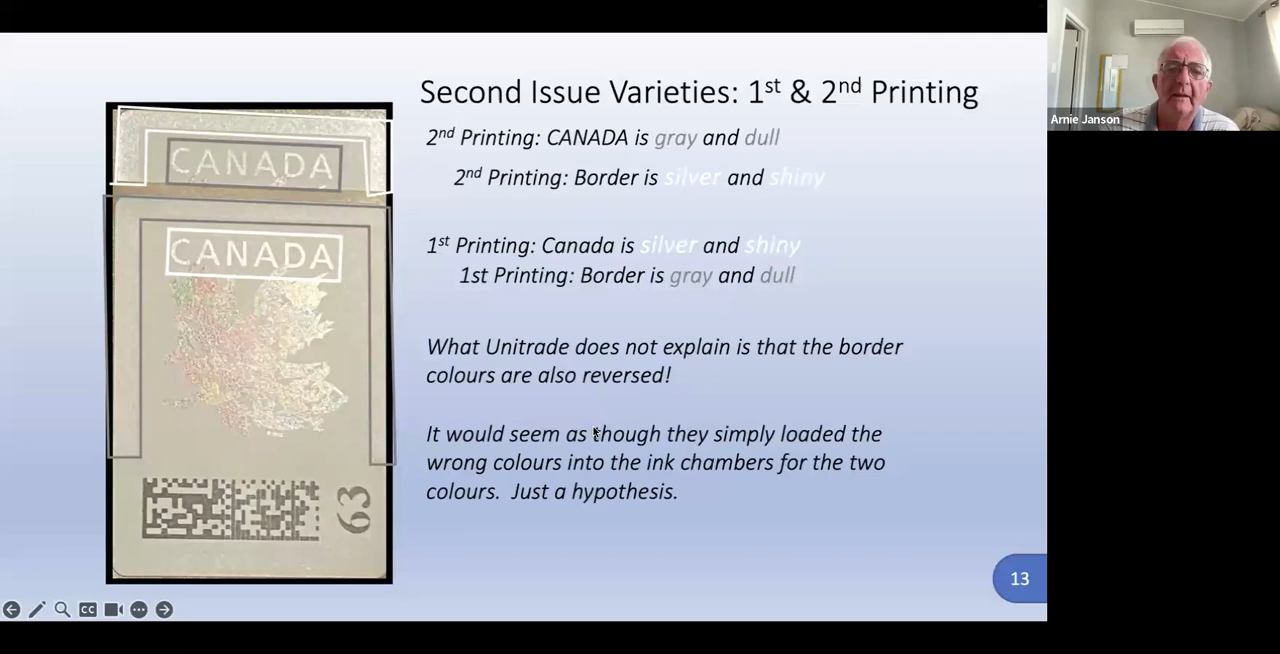 Second Issue Varieties: 1st & 2nd Printing
2nd Printing: CANADA is gray and dull
2nd Printing: Border is silver and shiny
1st Printing: Canada is silver and shiny
1st Printing: Border is gray and dull
What Unitrade does not explain is that the border
colours are also reversed!
It would seem as though they simply loaded the
wrong colours into the ink chambers for the two
colours. Just a hypothesis.
CANADA
CANADA
63
13
CC
Arnie Janson